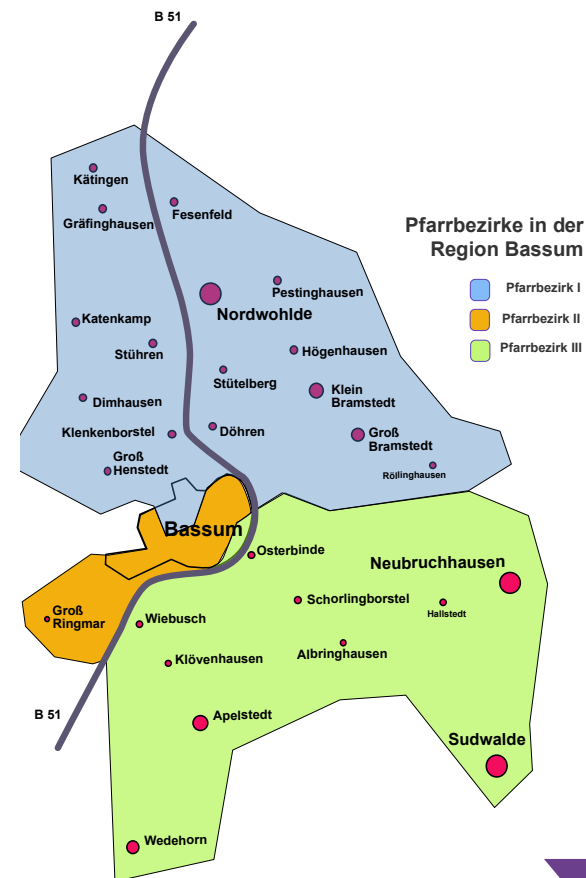 B 51
Kätingen
Gräfinghausen
Fesenfeld
Pfarrbezirke in der
Region Bassum
Pfarrbezirk I
Pfarrbezirk II
Pfarrbezirk III
Pestinghausen
Nordwohlde
Katenkamp
Stühren
Högenhausen
Stütelberg
Klein
Bramstedt
Dimhausen
Klenkenborstel
Döhren
Groß
Bramstedt
Groß
Henstedt
Röllinghausen
Bassum
Osterbinde
Neubruchhausen
Schorlingborstel
Hallstedt
Groß
Ringmar
Wiebusch
Albringhausen
Klövenhausen
B 51
Apelstedt
Sudwalde
Wedehorn